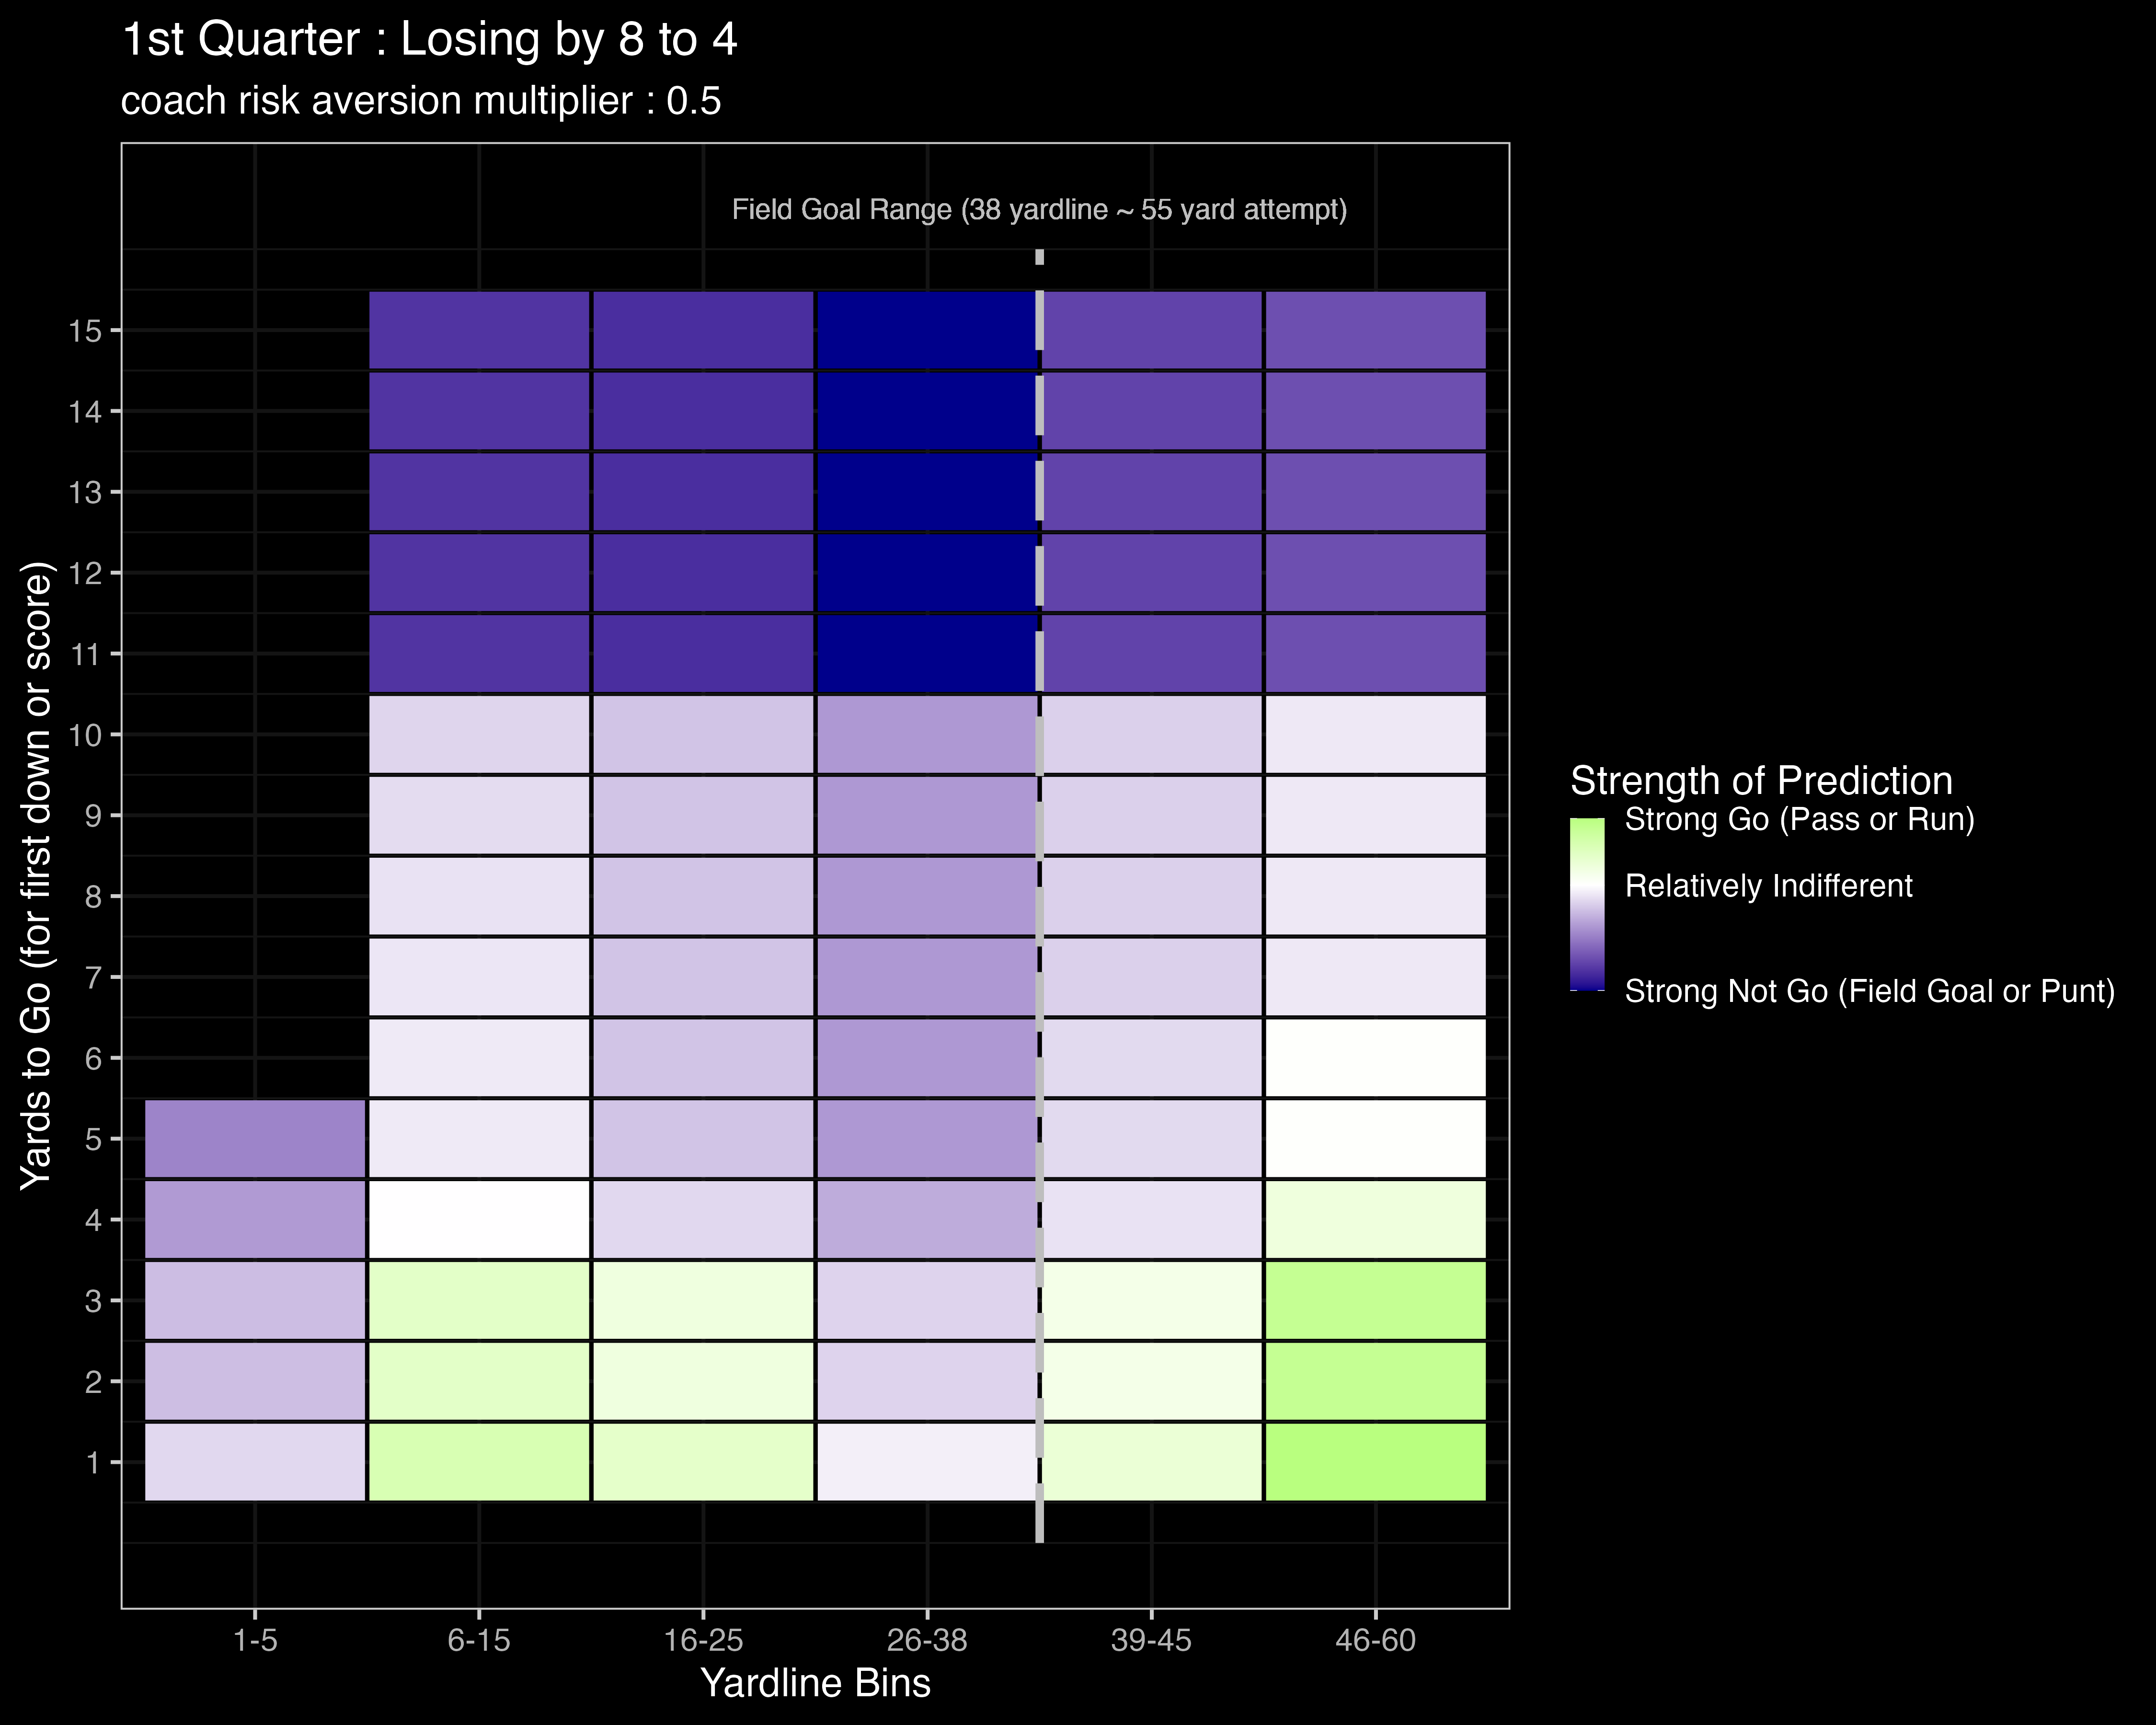 1st Quarter : Losing by 8 to 4
coach risk aversion multiplier : 0.5
Field Goal Range (38 yardline ~ 55 yard attempt)
Yards to Go (for first down or score)
15
14
13
12
11
10
9
8
7
6
5
4
3
2
1
1-5
6-15
16-25
26-38
39-45
46-60
Yardline Bins
Strength of Prediction
Strong Go (Pass or Run)
Relatively Indifferent
Strong Not Go (Field Goal or Punt)